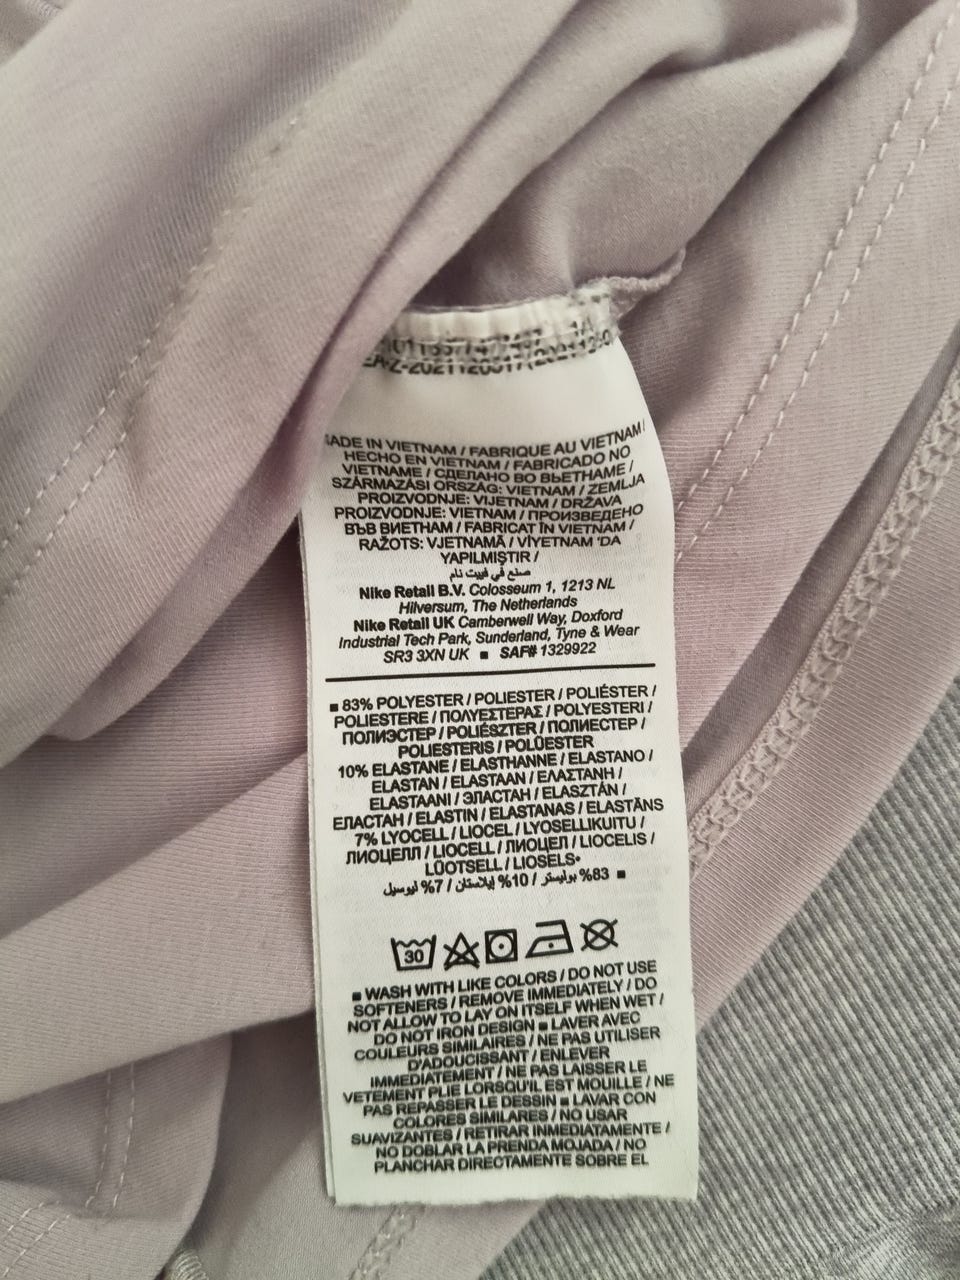 MADE IN VIETNAM / FABRIQUE AU VIETNAM /
HECHO EN VIETNAM / FABRICADO NO
VIETNAME / СДЕЛАНО ВО ВЬЕТНАМЕ /
SZÁRMAZÁSI ORSZÁG: VIETNAM / ZEMLJA
PROIZVODNJE: VIJETNAM / DRŽAVA
PROIZVODNJE: VIETNAM / ПРОИЗВЕДЕНО
ВЪВ ВИЕТНАМ / FABRICAT ÎN VIETNAM /
RAŽOTS: VJETNAMĀ / VİYETNAM 'DA
YAPILMIŞTIR /
صنع في فييت نام
Nike Retail B.V. Colosseum 1, 1213 NL
Hilversum, The Netherlands
Nike Retail UK Camberwell Way, Doxford
Industrial Tech Park, Sunderland, Tyne & Wear
SR3 3XN UK ■ SAF# 1329922
■ 83% POLYESTER / POLIESTER / POLIÉSTER /
POLIESTERE / ΠΟΛΥΕΣΤΕΡΑΣ / POLYESTERI /
ПОЛИЭСТЕР / POLIÉSZTER / ПОЛИЕСТЕР /
POLIESTERIS / POLÜESTER
10% ELASTANE / ELASTHANNE / ELASTANO /
ELASTAN / ELASTAAN / ΕΛΑΣΤΑΝΗ /
ELASTAANI / ЭЛАСТАН / ELASZTÁN /
ЕЛАСТАН / ELASTIN / ELASTANAS / ELASTĀNS
7% LYOCELL / LIOCEL / LYOSELLIKUITU /
ЛИОЦЕЛЛ / LIOCELL / ЛИОЦЕЛ / LIOCELIS /
LÜOTSELL / LIOSELS•
83% بوليستر / 10% إيلاستان / 7% ليوسيل ■
30
■ WASH WITH LIKE COLORS / DO NOT USE
SOFTENERS / REMOVE IMMEDIATELY / DO
NOT ALLOW TO LAY ON ITSELF WHEN WET /
DO NOT IRON DESIGN ■ LAVER AVEC
COULEURS SIMILAIRES / NE PAS UTILISER
D'ADOUCISSANT / ENLEVER
IMMEDIATEMENT / NE PAS LAISSER LE
VETEMENT PLIE LORSQU'IL EST MOUILLE / NE
PAS REPASSER LE DESSIN ■ LAVAR CON
COLORES SIMILARES / NO USAR
SUAVIZANTES / RETIRAR INMEDIATAMENTE /
NO DOBLAR LA PRENDA MOJADA / NO
PLANCHAR DIRECTAMENTE SOBRE EL